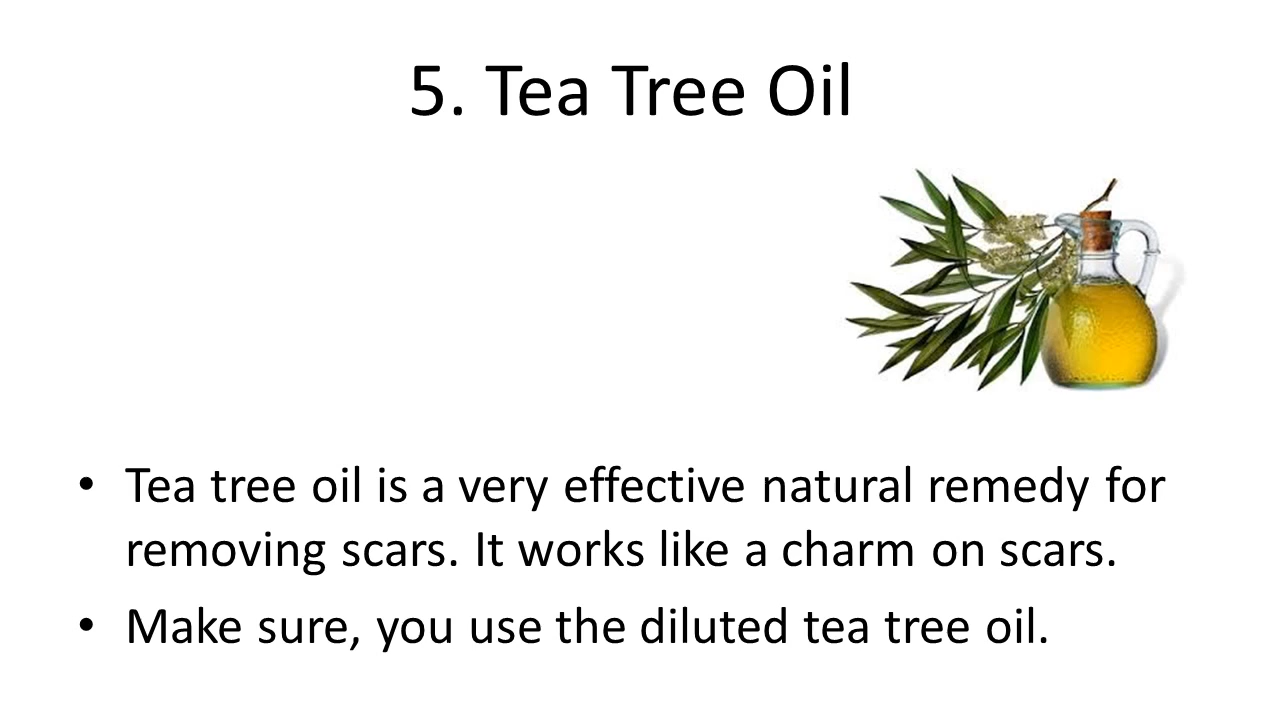 5. Tea Tree Oil
• Tea tree oil is a very effective natural remedy for
removing scars. It works like a charm on scars.
• Make sure, you use the diluted tea tree oil.